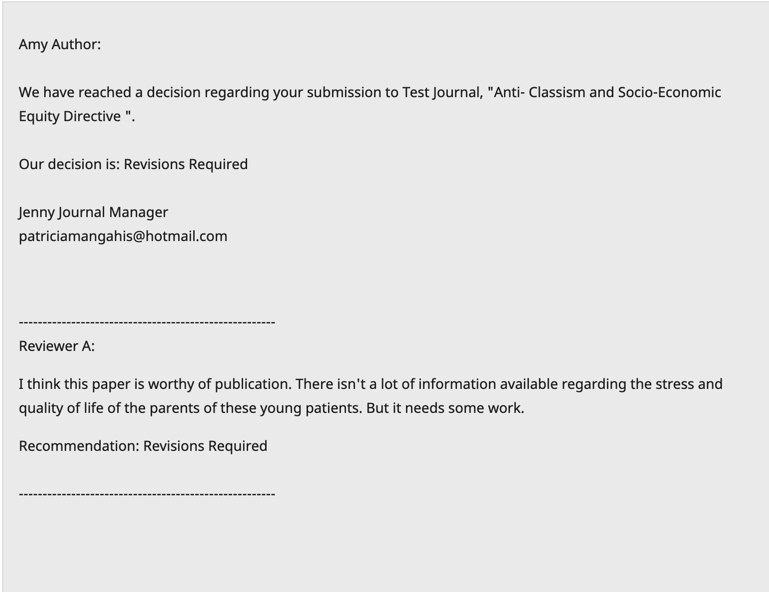 Amy Author:
We have reached a decision regarding your submission to Test Journal, "Anti- Classism and Socio-Economic
Equity Directive ".
Our decision is: Revisions Required
Jenny Journal Manager
patriciamangahis@hotmail.com
------------------------------------------------------
Reviewer A:
I think this paper is worthy of publication. There isn't a lot of information available regarding the stress and
quality of life of the parents of these young patients. But it needs some work.
Recommendation: Revisions Required
------------------------------------------------------